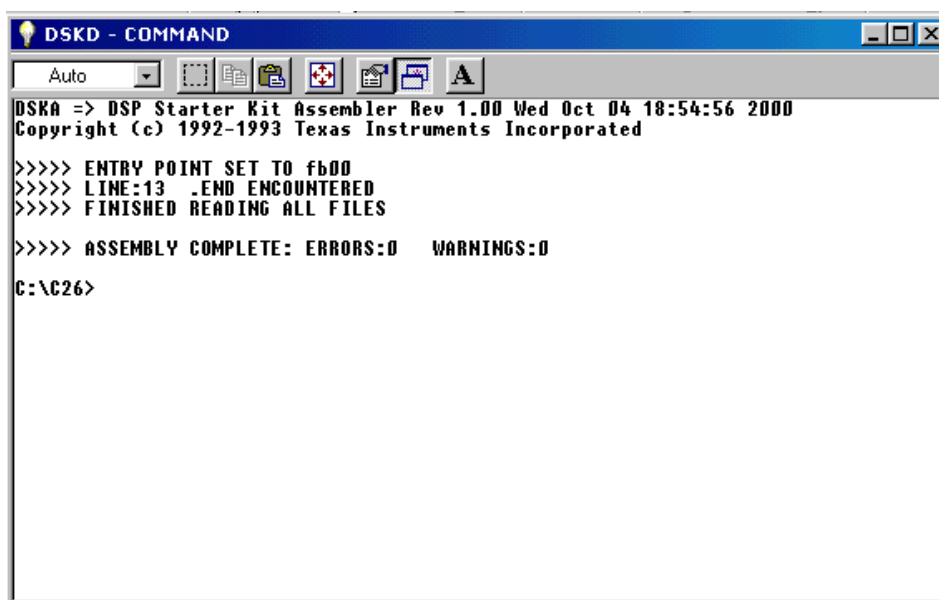 DSKD - COMMAND
Auto
A
DSKA => DSP Starter Kit Assembler Rev 1.00 Wed Oct 04 18:54:56 2000
Copyright (c) 1992-1993 Texas Instruments Incorporated
>>>>> ENTRY POINT SET TO fb00
>>>>> LINE:13 .END ENCOUNTERED
>>>>> FINISHED READING ALL FILES
>>>>> ASSEMBLY COMPLETE: ERRORS:0 WARNINGS:0
C:\C26>